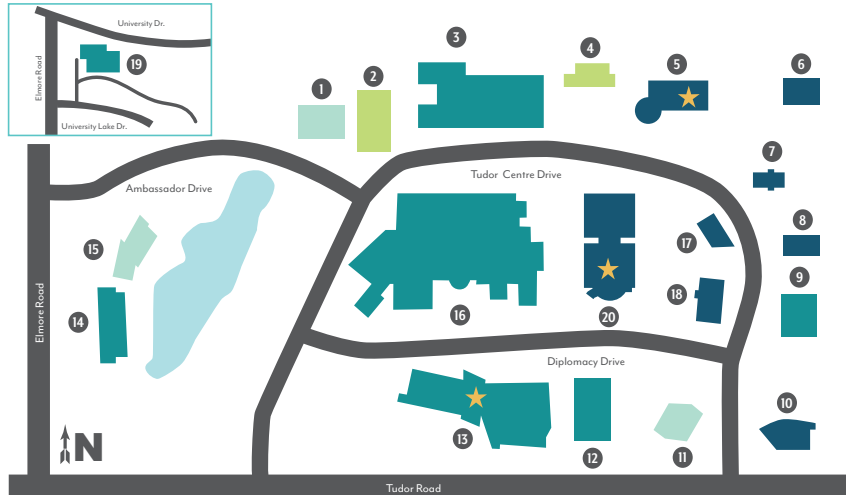 University Dr.
19
Elmore Road
University Lake Dr.
1
2
3
4
5
6
7
8
9
Ambassador Drive
Tudor Centre Drive
15
14
16
17
18
20
Elmore Road
Diplomacy Drive
13
12
11
10
N
Tudor Road